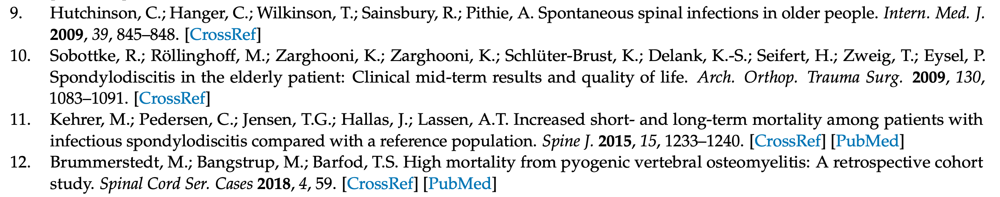 9. Hutchinson, C.; Hanger, C.; Wilkinson, T.; Sainsbury, R.; Pithie, A. Spontaneous spinal infections in older people. Intern. Med. J.
2009, 39, 845–848. [CrossRef]
10. Sobottke, R.; Röllinghoff, M.; Zarghooni, K.; Zarghooni, K.; Schlüter-Brust, K.; Delank, K.-S.; Seifert, H.; Zweig, T.; Eysel, P.
Spondylodiscitis in the elderly patient: Clinical mid-term results and quality of life. Arch. Orthop. Trauma Surg. 2009, 130,
1083–1091. [CrossRef]
11. Kehrer, M.; Pedersen, C.; Jensen, T.G.; Hallas, J.; Lassen, A.T. Increased short- and long-term mortality among patients with
infectious spondylodiscitis compared with a reference population. Spine J. 2015, 15, 1233–1240. [CrossRef] [PubMed]
12. Brummerstedt, M.; Bangstrup, M.; Barfod, T.S. High mortality from pyogenic vertebral osteomyelitis: A retrospective cohort
study. Spinal Cord Ser. Cases 2018, 4, 59. [CrossRef] [PubMed]